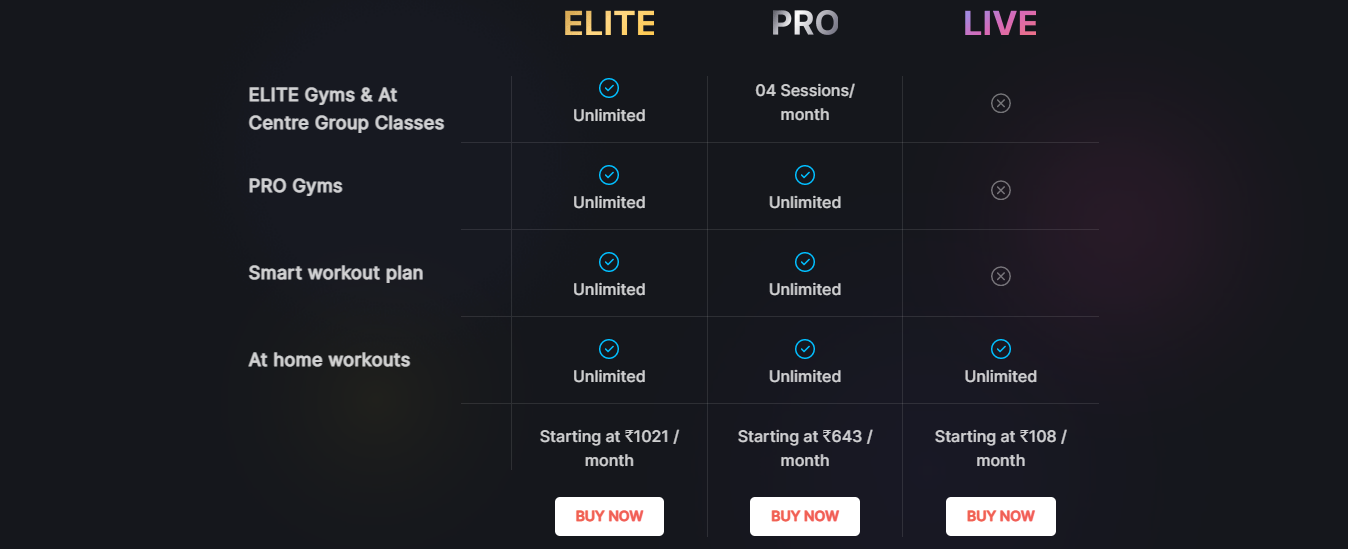 ELITE PRO LIVE
ELITE Gyms & At
Centre Group Classes
Unlimited
04 Sessions/
month
PRO Gyms
Unlimited
Unlimited
Smart workout plan
Unlimited
Unlimited
At home workouts
Unlimited
Unlimited
Unlimited
Starting at ₹1021 /
month
Starting at ₹643 /
month
Starting at ₹108 /
month
BUY NOW
BUY NOW
BUY NOW